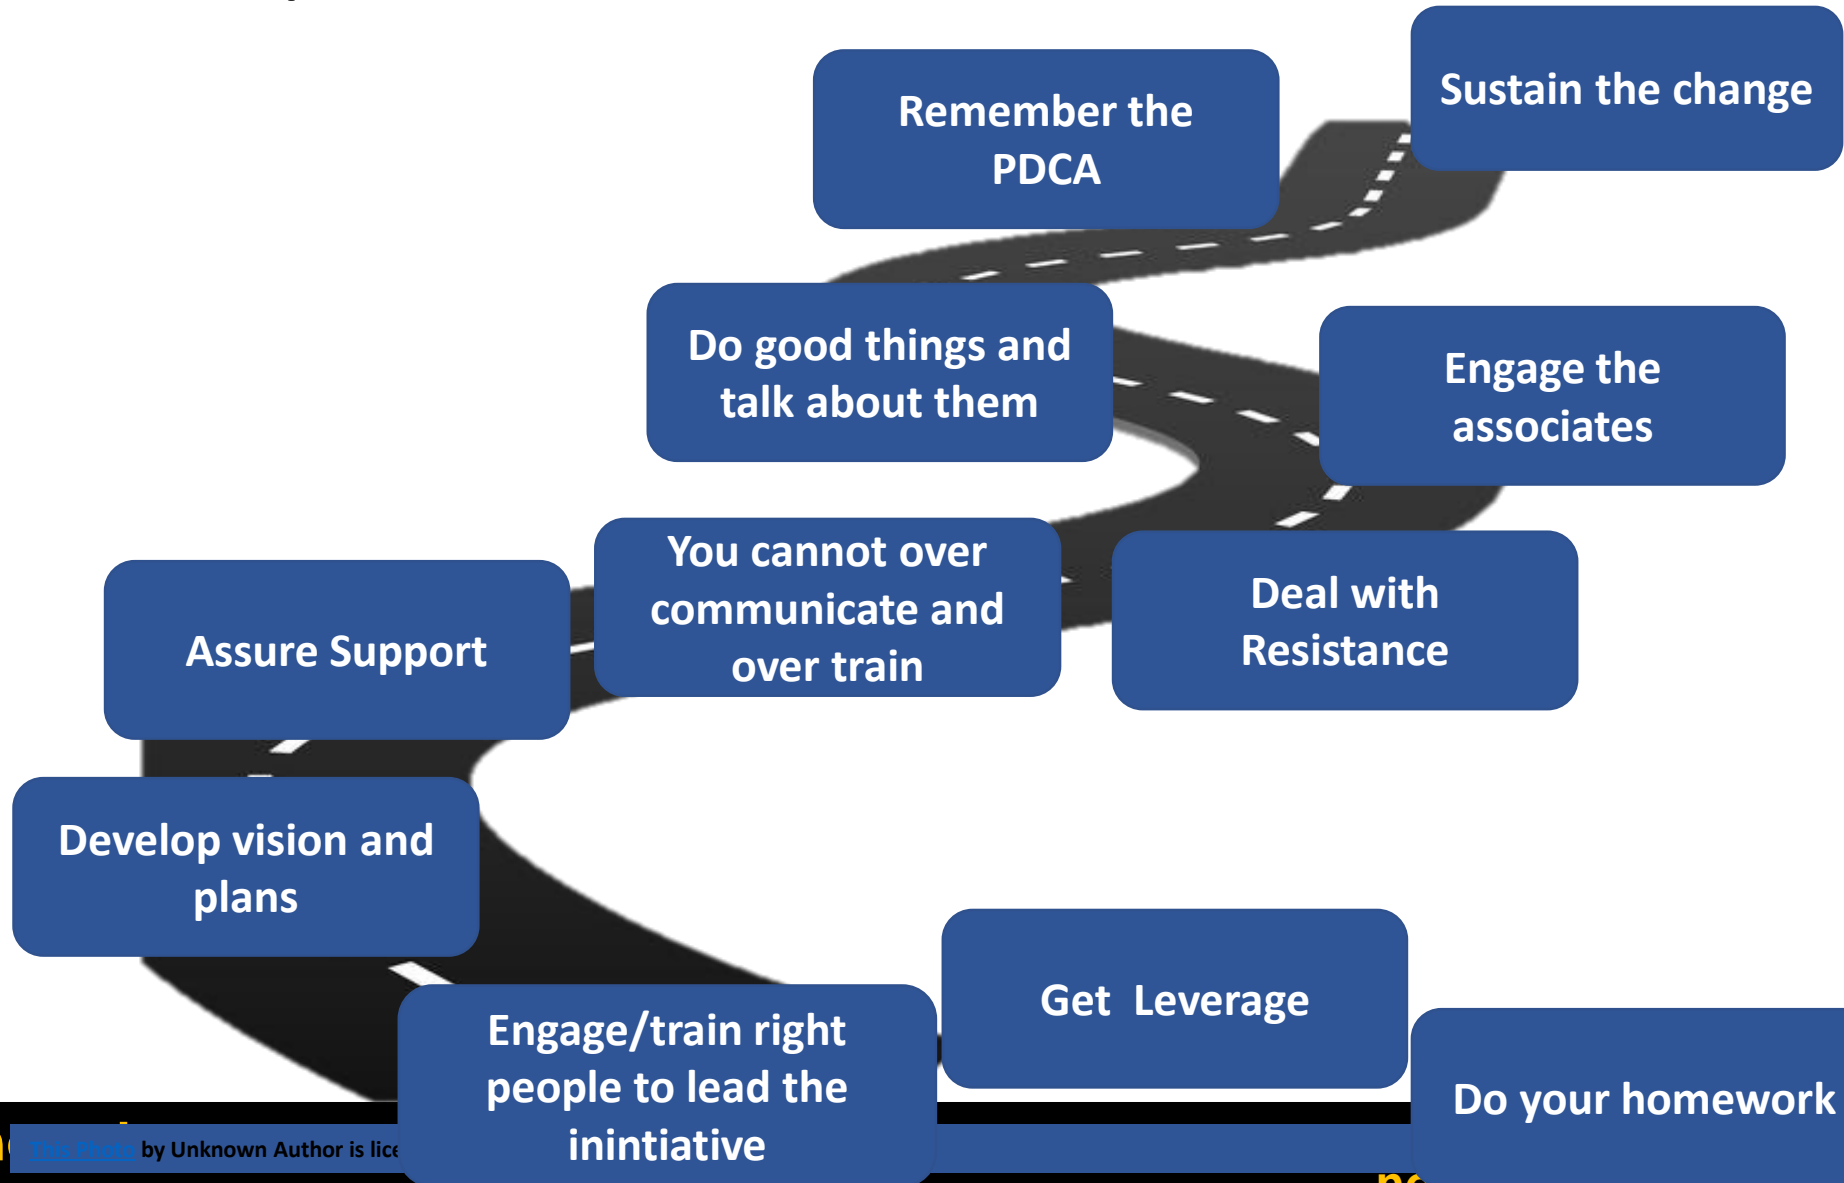 Sustain the change
Remember the
PDCA
Do good things and
talk about them
Engage the
associates
You cannot over
communicate and
over train
Deal with
Resistance
Assure Support
Develop vision and
plans
Get Leverage
Engage/train right
people to lead the
inintiative
Do your homework
This Photo by Unknown Author is lice